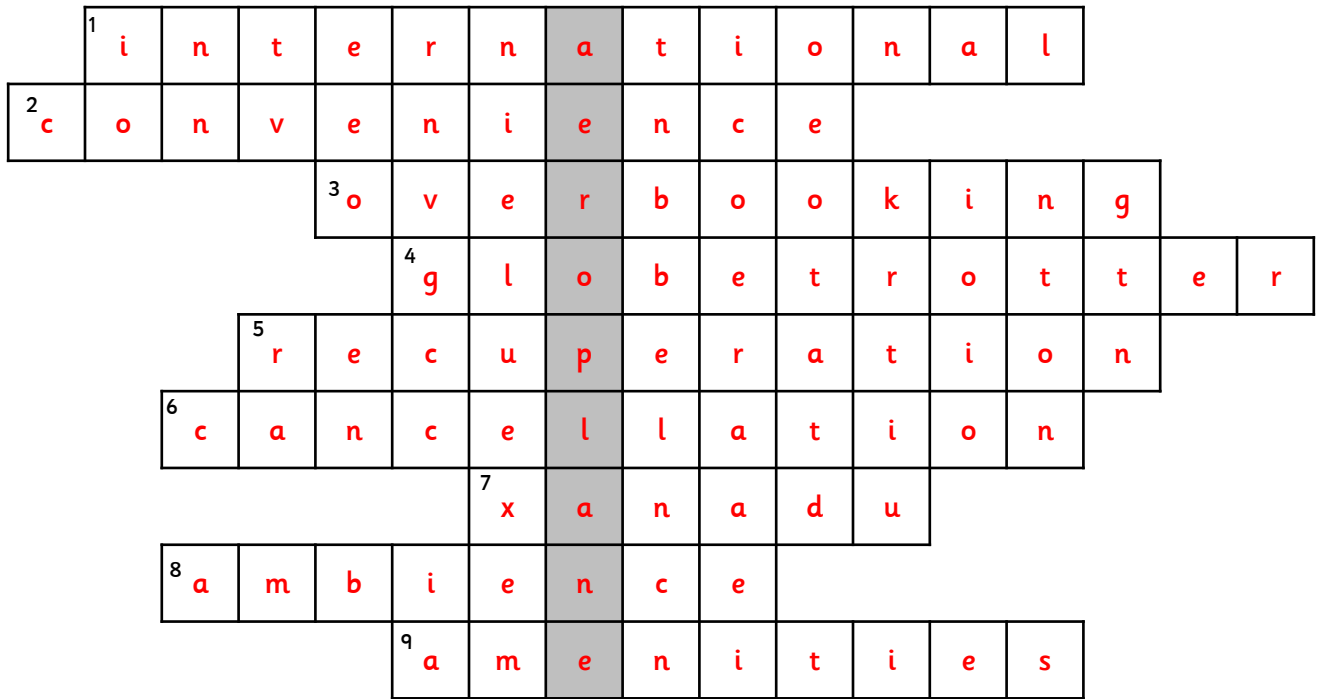 1 international
2 convenience
3 overbooking
4 globetrotter
5 recuperation
6 cancellation
7 xanadu
8 ambience
9 amenities